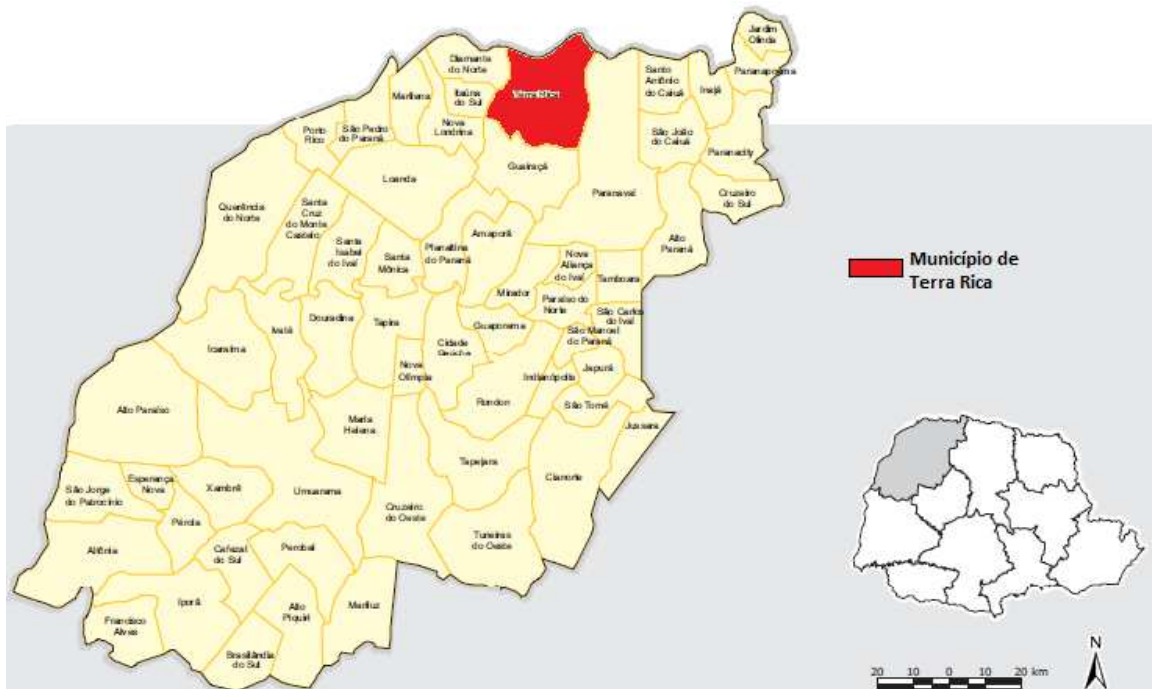 Jardim
Olinda
Diamante
do Norte
Terra Rica
Santo
Antônio
do Caiuá
Paranapoema
Inajá
Marilena
Itaúna
do Sul
Porto
Rico
São Pedro
do Paraná
Nova
Londrina
São João
do Caiuá
Paranacity
Guairaçá
Loanda
Paranavaí
Cruzeiro
do Sul
Querência
do Norte
Santa
Cruz
do Monte
Castelo
Santa
Isabel
do Ivaí
Santa
Mônica
Planaltina
do Paraná
Amaporã
Alto
Paraná
Nova
Aliança
do Ivaí
Tamboara
Mirador
Paraíso do
Norte
São Carlos
do Ivaí
Município de
Terra Rica
Icaraíma
Ivaté
Douradina
Tapira
Cidade
Gaúcha
Guaporema
São Manoel
do Paraná
Nova
Olímpia
Indianópolis
Japurá
Rondon
São Tomé
Jussara
Alto Paraíso
Maria
Helena
Tapejara
Cianorte
São Jorge
do Patrocínio
Esperança
Nova
Xambrê
Umuarama
Cruzeiro
do Oeste
Pérola
Altônia
Cafezal
do Sul
Perobal
Tuneiras
do Oeste
Iporã
Alto
Piquiri
Mariluz
Francisco
Alves
Brasilândia
do Sul
N
20 10 0 10 20 km